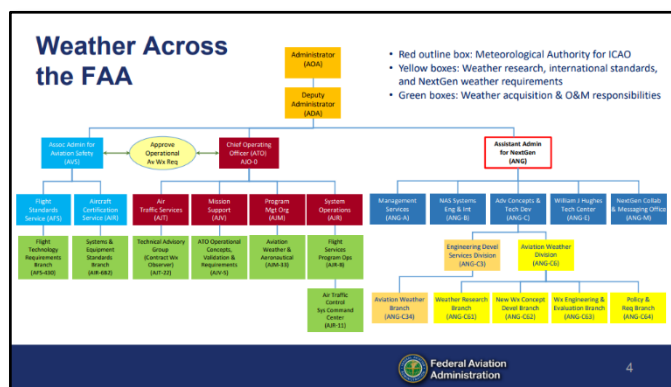 Weather Across
the FAA
Administrator
(AOA)
Deputy
Administrator
(ADA)
• Red outline box: Meteorological Authority for ICAO
• Yellow boxes: Weather research, international standards,
and NextGen weather requirements
• Green boxes: Weather acquisition & O&M responsibilities
Assoc Admin for
Aviation Safety
(AVS)
Approve
Operational
Av Wx Req
Chief Operating
Officer (ATO)
AJO-0
Assistant Admin
for NextGen
(ANG)
Flight
Standards
Service (AFS)
Aircraft
Certification
Service (AIR)
Air
Traffic Services
(AJT)
Mission
Support
(AJV)
Program
Mgt Org
(AJM)
System
Operations
(AJR)
Management
Services
(ANG-A)
NAS Systems
Eng & Int
(ANG-B)
Adv Concepts &
Tech Dev
(ANG-C)
William J Hughes
Tech Center
(ANG-E)
NextGen Collab
& Messaging Office
(ANG-M)
Flight
Technology
Requirements
Branch
(AFS-430)
Systems &
Equipment
Standards
Branch
(AIR-6B2)
Technical Advisory
Group
(Contract Wx
Observer)
(AJT-22)
ATO Operational
Concepts,
Validation &
Requirements
(AJV-S)
Aviation
Weather &
Aeronautical
(AJM-33)
Flight
Services
Program Ops
(AJR-B)
Engineering Devel
Services Division
(ANG-C3)
Aviation Weather
Division
(ANG-C6)
Air Traffic
Control
Sys Command
Center
(AJR-11)
Aviation Weather
Branch
(ANG-C34)
Weather Research
Branch
(ANG-C61)
New Wx Concept
Devel Branch
(ANG-C62)
Wx Engineering &
Evaluation Branch
(ANG-C63)
Policy &
Req Branch
(ANG-C64)
Federal Aviation
Administration
4